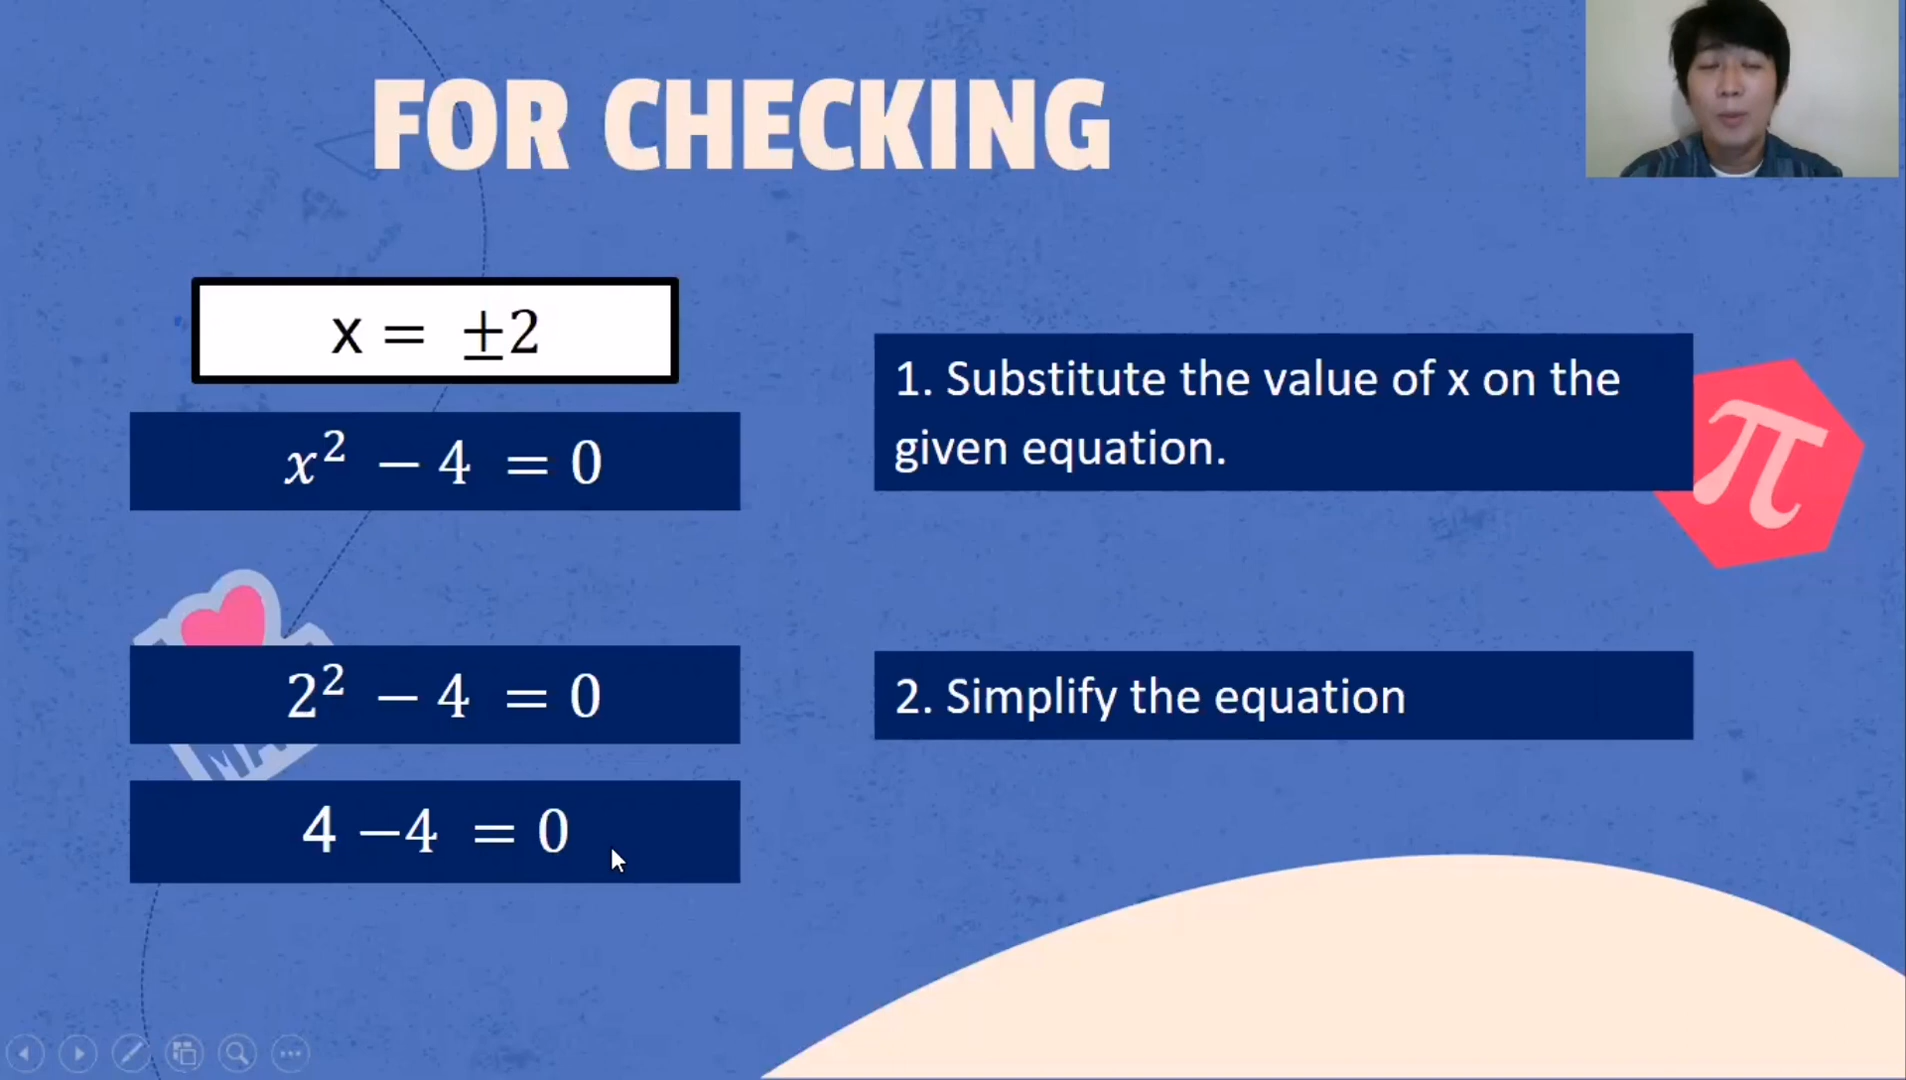 FOR CHECKING
x = ±2
x² − 4 = 0
1. Substitute the value of x on the
given equation.
π
2² − 4 = 0
2. Simplify the equation
4 −4 = 0